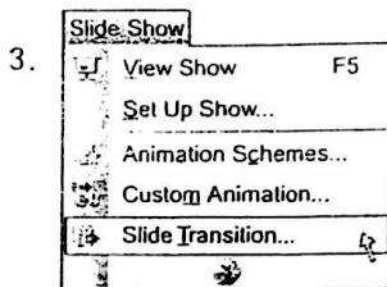 Slide Show
3.
View Show F5
Set Up Show...
Animation Schemes...
Custom Animation...
Slide Transition...